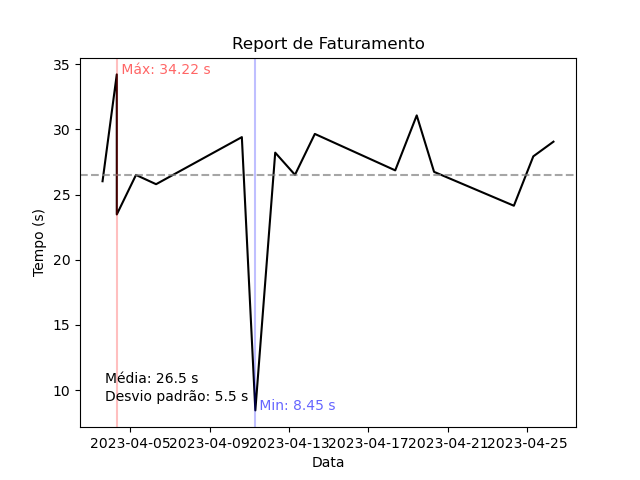 Report de Faturamento
Máx: 34.22 s
35
30
25
20
15
10
Tempo (s)
Média: 26.5 s
Desvio padrão: 5.5 s
Min: 8.45 s
2023-04-05 2023-04-09 2023-04-13 2023-04-17 2023-04-21 2023-04-25
Data